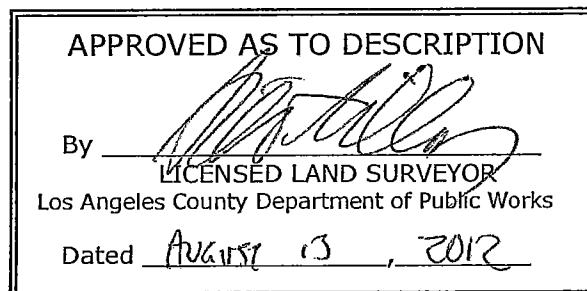 APPROVED AS TO DESCRIPTION
By
LICENSED LAND SURVEYOR
Los Angeles County Department of Public Works
Dated August 13, 2012